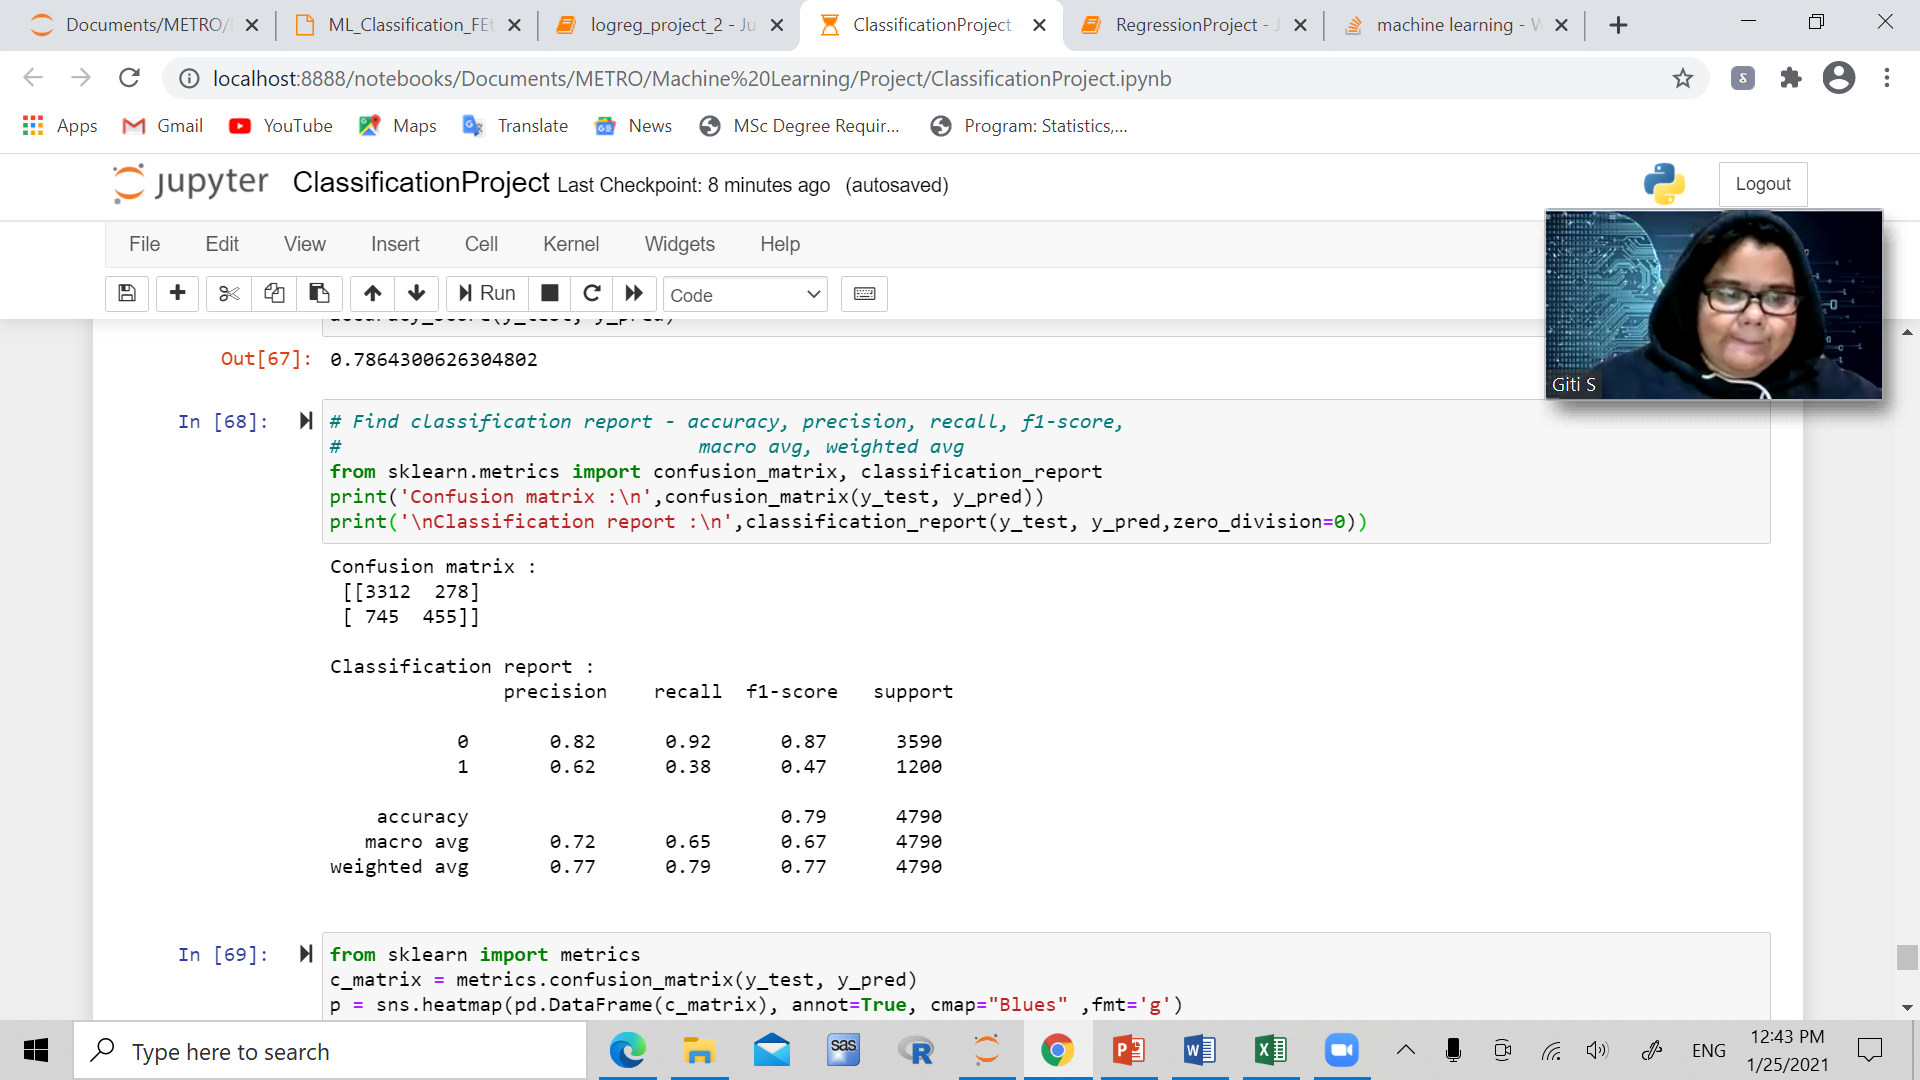 Documents/METRO/
ML_Classification_FEt
logreg_project_2 - Ju
ClassificationProject
RegressionProject - J
machine learning - W
localhost:8888/notebooks/Documents/METRO/Machine%20Learning/Project/ClassificationProject.ipynb
S
Apps
Gmail
YouTube
Maps
Translate
News
MSc Degree Requir...
Program: Statistics,...
jupyter
ClassificationProject Last Checkpoint: 8 minutes ago (autosaved)
Logout
File Edit View Insert Cell Kernel Widgets Help
Run
Code
Giti S
accuracy_score(y_test, y_pred)
Out[67]: 0.7864300626304802
In [68]: # Find classification report - accuracy, precision, recall, f1-score,
# macro avg, weighted avg
from sklearn.metrics import confusion_matrix, classification_report
print('Confusion matrix :\n',confusion_matrix(y_test, y_pred))
print('\nClassification report :\n',classification_report(y_test, y_pred,zero_division=0))
Confusion matrix :
[[3312 278]
[ 745 455]]
Classification report :
precision recall f1-score support
0 0.82 0.92 0.87 3590
1 0.62 0.38 0.47 1200
accuracy 0.79 4790
macro avg 0.72 0.65 0.67 4790
weighted avg 0.77 0.79 0.77 4790
In [69]: from sklearn import metrics
c_matrix = metrics.confusion_matrix(y_test, y_pred)
p = sns.heatmap(pd.DataFrame(c_matrix), annot=True, cmap="Blues" ,fmt='g')
Type here to search
sas
R
P
W
X
ENG
12:43 PM
1/25/2021